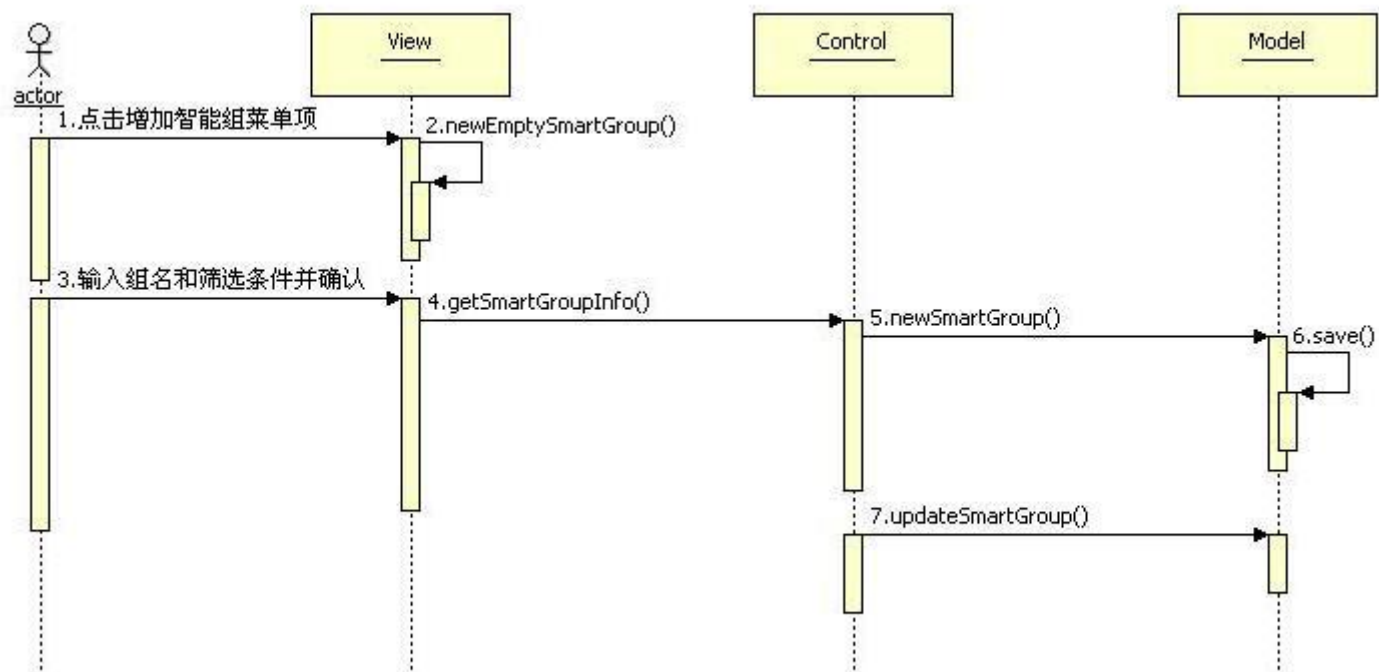 View
Control
Model
actor
1.点击增加智能组菜单项
2.newEmptySmartGroup()
3.输入组名和筛选条件并确认
4.getSmartGroupInfo()
5.newSmartGroup()
6.save()
7.updateSmartGroup()